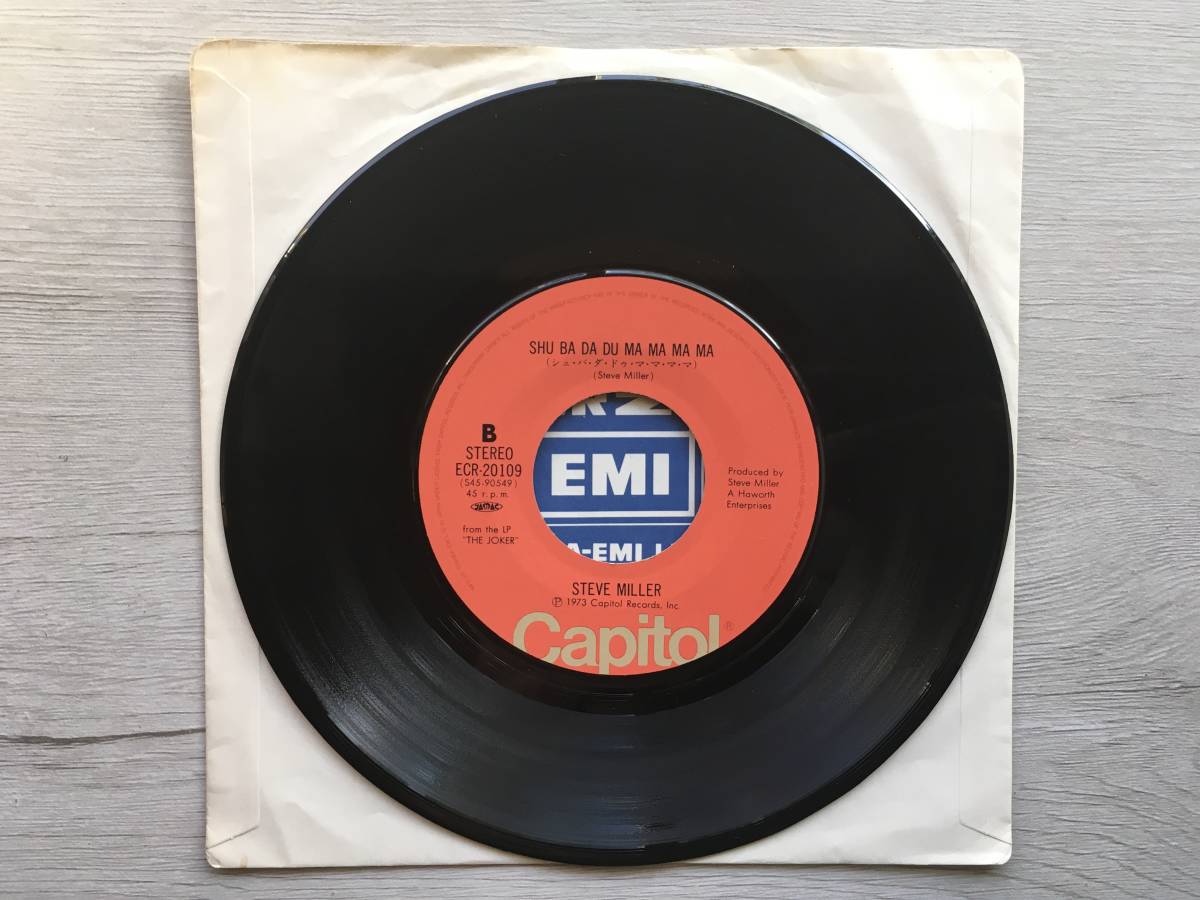 SHU BA DA DU MA MA MA MA
(シュ・バ・ダ・ドゥ・マ・マ・マ・マ)
(Steve Miller)
B
STEREO
ECR-20109
(S45-90549)
45 r.p.m.
JASRAC
from the LP
"THE JOKER"
EMI
A-EMI L
Produced by
Steve Miller
A Haworth
Enterprises
STEVE MILLER
Ⓟ 1973 Capitol Records, Inc.
Capitol®